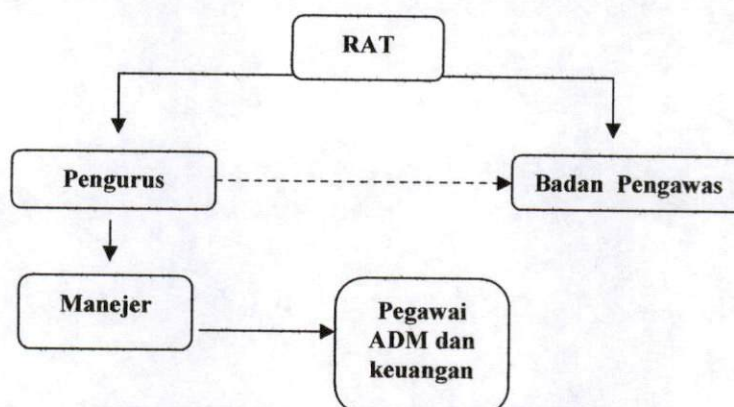 RAT
Pengurus
Badan Pengawas
Manejer
Pegawai
ADM dan
keuangan